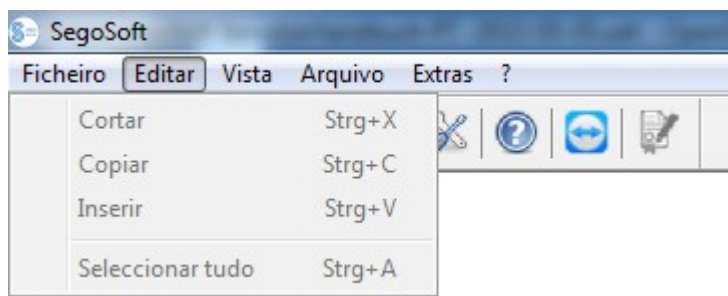 SegoSoft
Ficheiro Editar Vista Arquivo Extras ?
Cortar Strg+X
Copiar Strg+C
Inserir Strg+V
Seleccionar tudo Strg+A